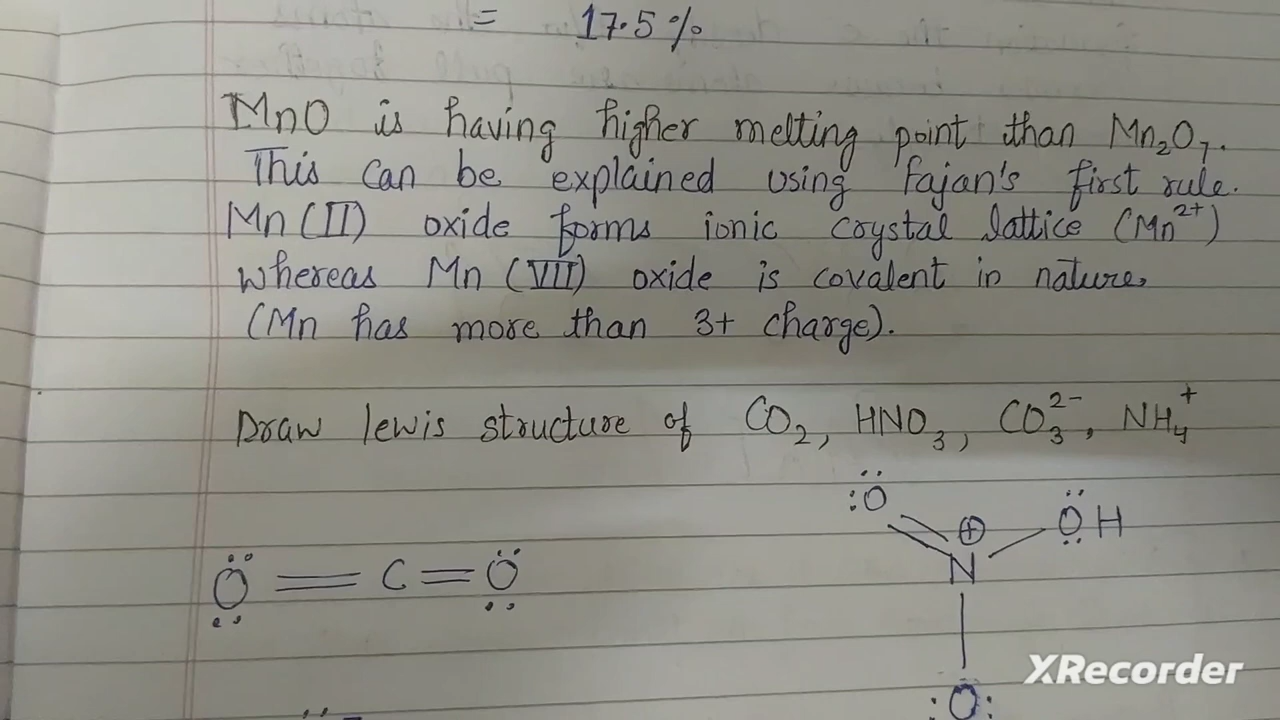 = 17.5%
MnO is having higher melting point than Mn₂O₇.
This can be explained using Fajan's first rule.
Mn (II) oxide forms ionic crystal lattice (Mn²⁺)
whereas Mn (VII) oxide is covalent in nature.
(Mn has more than 3+ charge).
Draw lewis structure of CO₂, HNO₃, CO₃²⁻, NH₄⁺
:Ö
⊕ ÖH
O = C = O
N
:O:
XRecorder